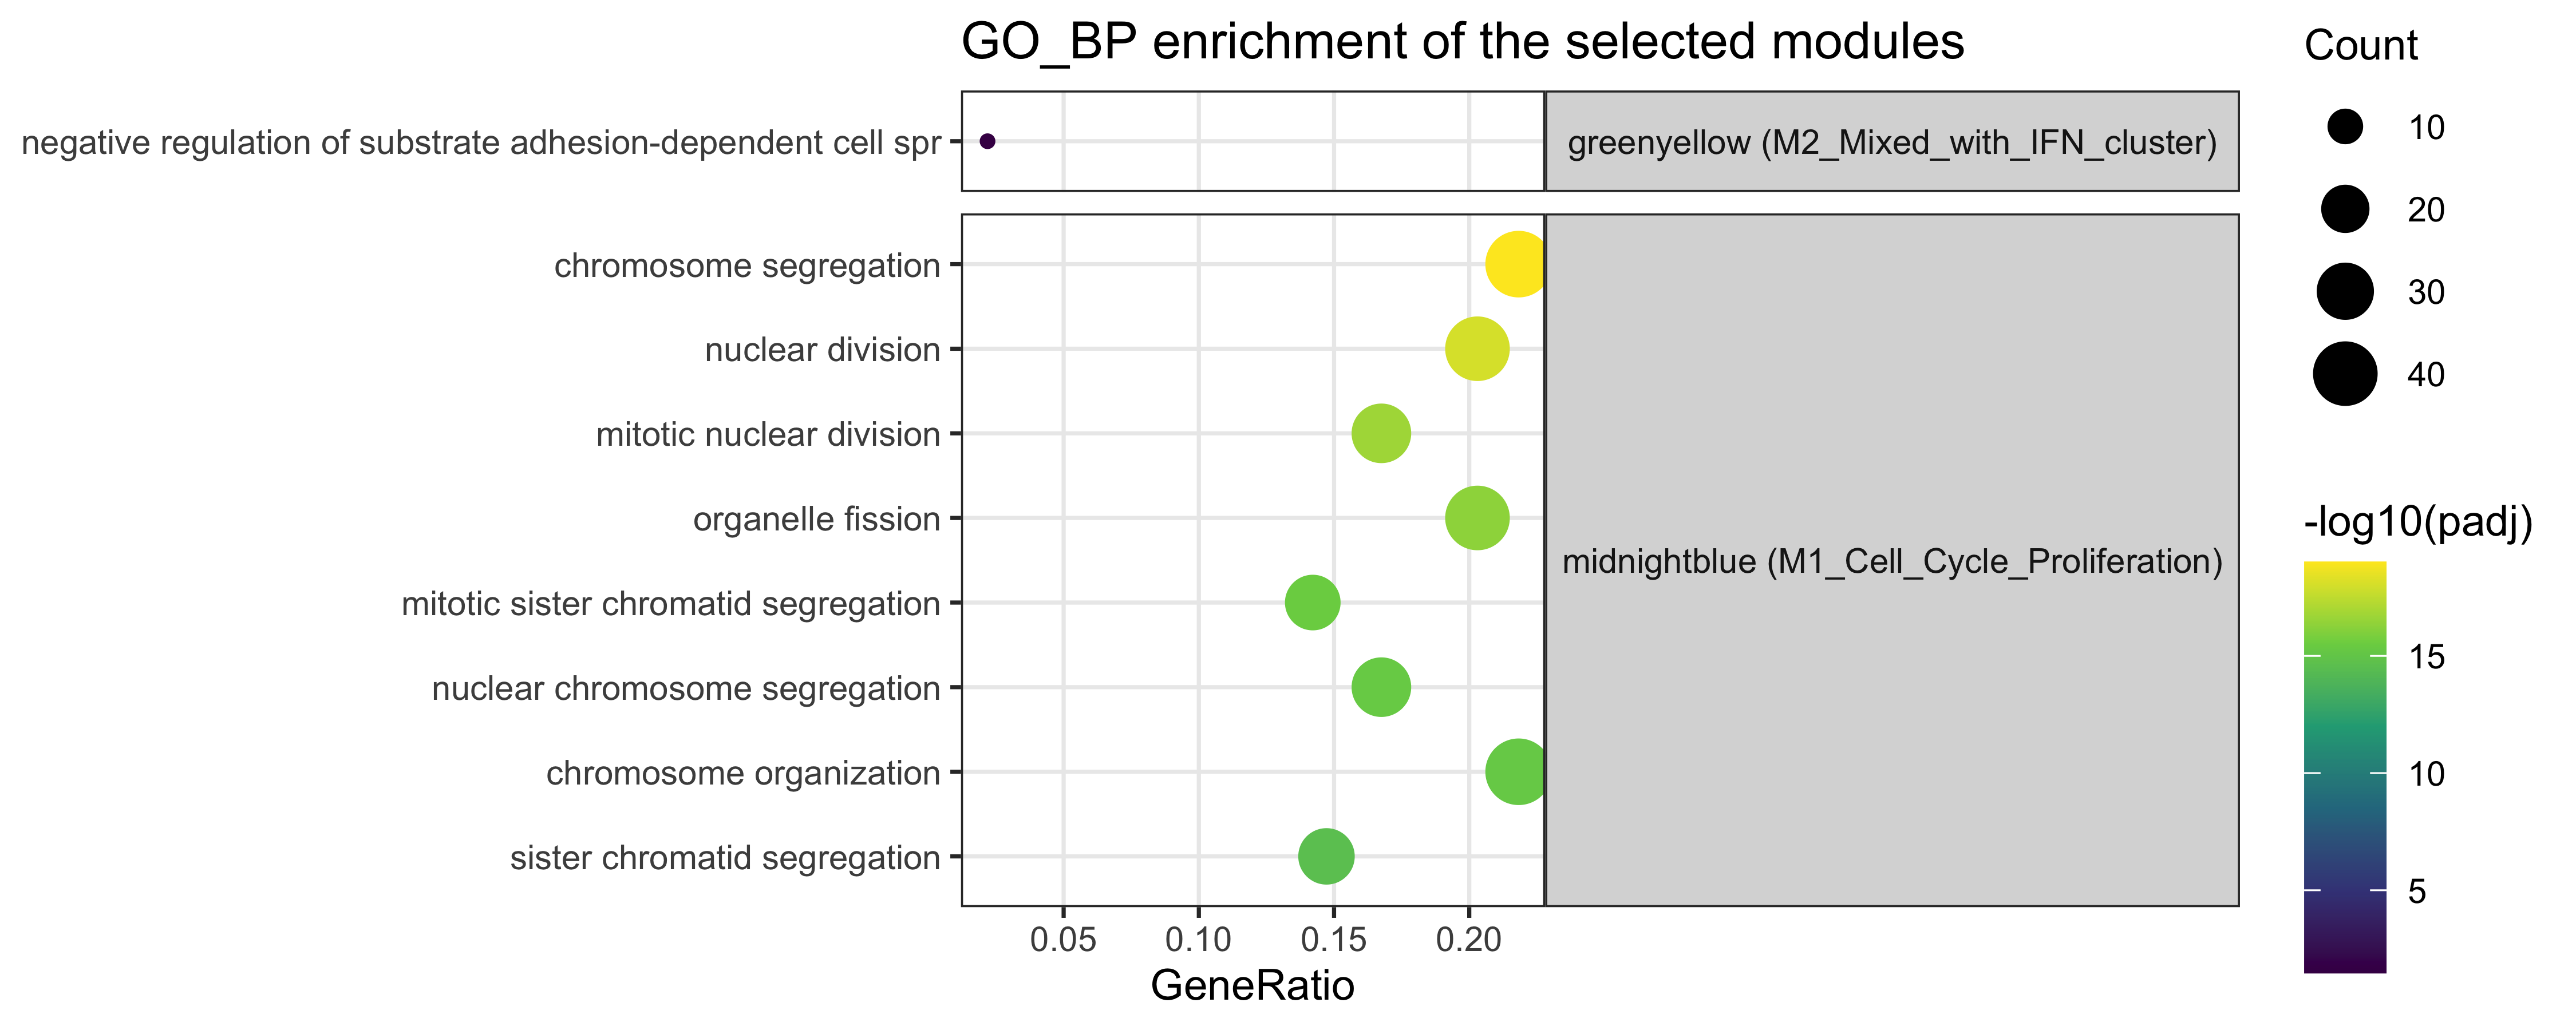 GO_BP enrichment of the selected modules
negative regulation of substrate adhesion-dependent cell spr
greenyellow (M2_Mixed_with_IFN_cluster)
chromosome segregation
nuclear division
mitotic nuclear division
organelle fission
mitotic sister chromatid segregation
nuclear chromosome segregation
chromosome organization
sister chromatid segregation
midnightblue (M1_Cell_Cycle_Proliferation)
0.05 0.10 0.15 0.20
GeneRatio
Count
10
20
30
40
-log10(padj)
15
10
5